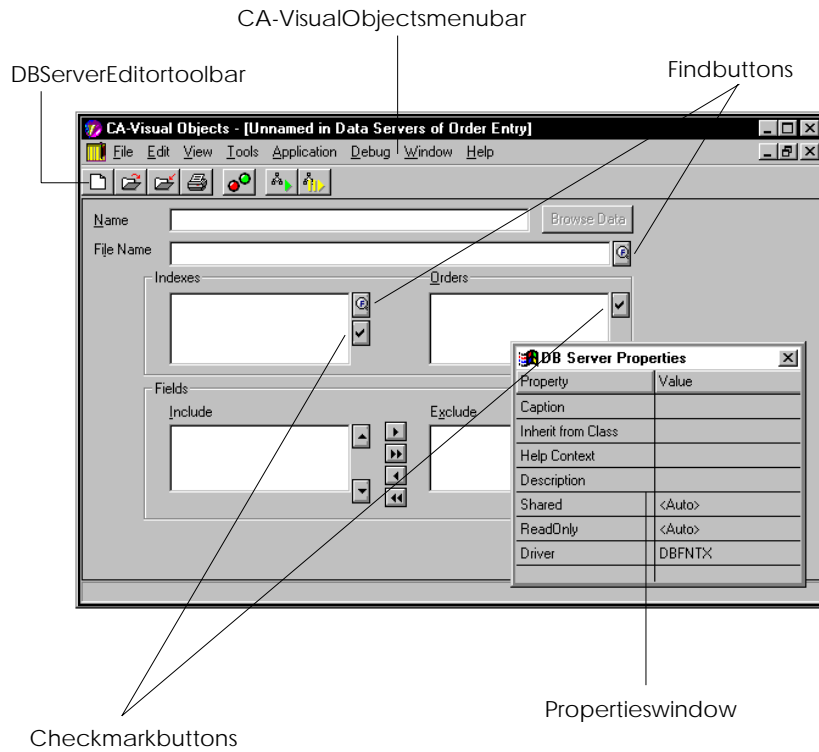 CA-VisualObjectsmenubar
DBServerEditortoolbar
Findbuttons
CA-Visual Objects - [Unnamed in Data Servers of Order Entry]
File Edit View Tools Application Debug Window Help
Name
Browse Data
File Name
Indexes
Orders
DB Server Properties
Property Value
Caption
Inherit from Class
Help Context
Description
Shared <Auto>
ReadOnly <Auto>
Driver DBFNTX
Fields
Include
Exclude
Propertieswindow
Checkmarkbuttons